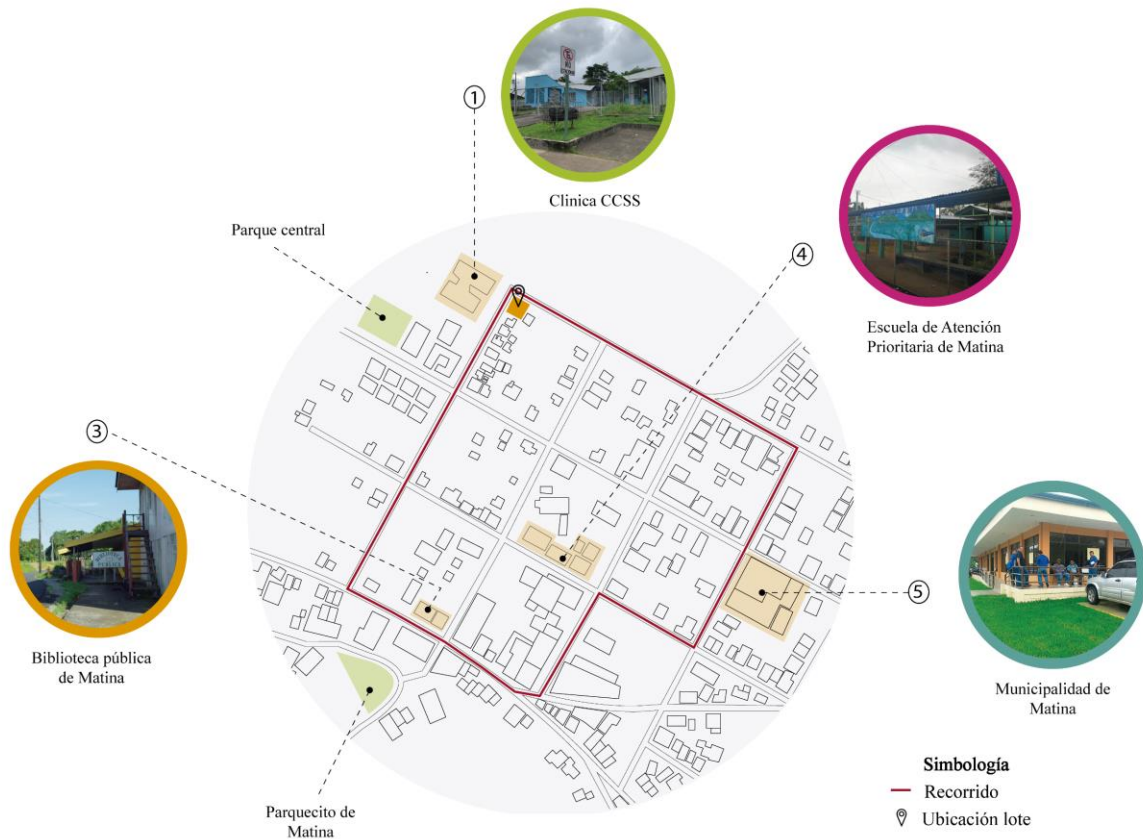 ①
Clinica CCSS
Parque central
④
Escuela de Atención
Prioritaria de Matina
③
Biblioteca pública
de Matina
⑤
Municipalidad de
Matina
Parquecito de
Matina
Simbología
Recorrido
Ubicación lote